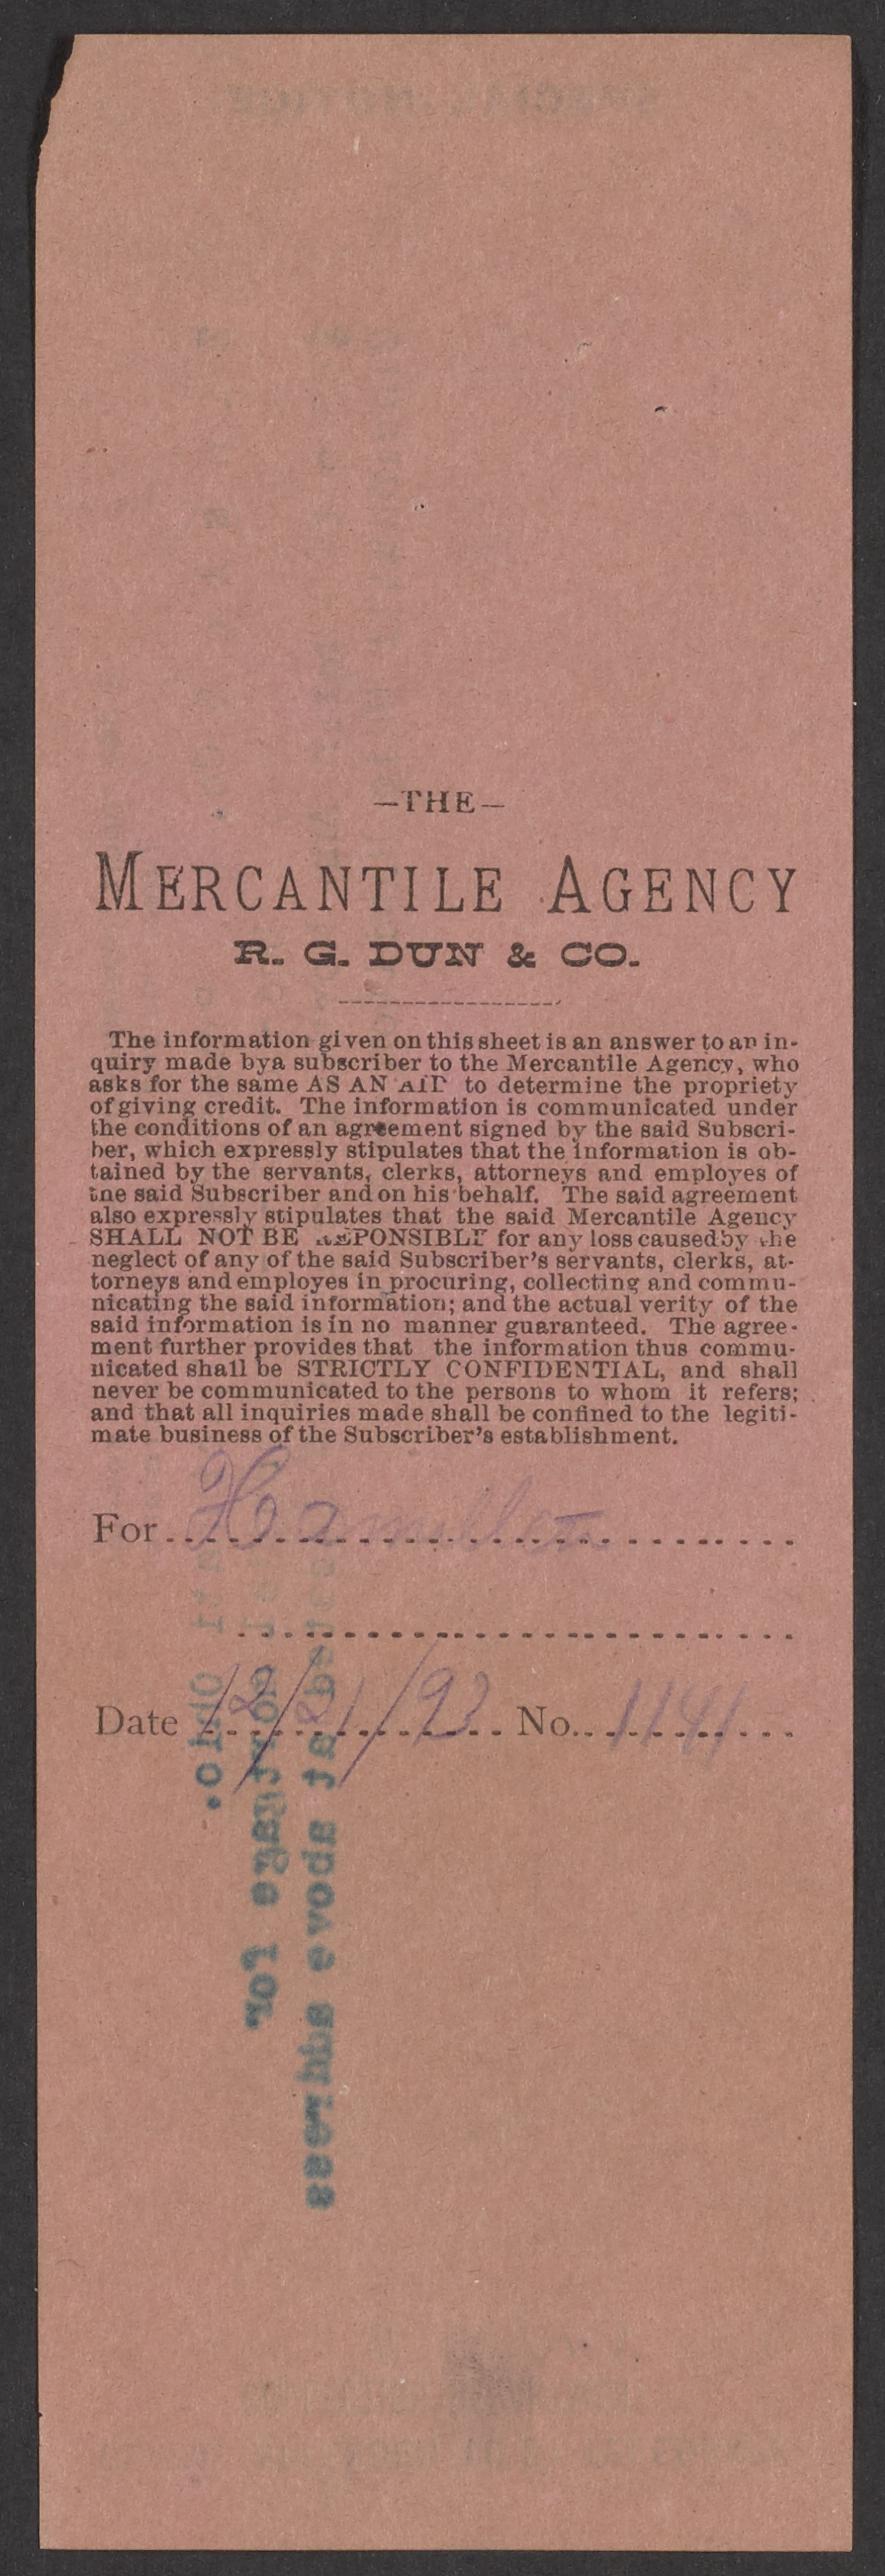 —THE—
MERCANTILE AGENCY
R. G. DUN & CO.
The information given on this sheet is an answer to an in-
quiry made bya subscriber to the Mercantile Agency, who
asks for the same AS AN AID to determine the propriety
of giving credit. The information is communicated under
the conditions of an agreement signed by the said Subscri-
ber, which expressly stipulates that the information is ob-
tained by the servants, clerks, attorneys and employes of
the said Subscriber and on his behalf. The said agreement
also expressly stipulates that the said Mercantile Agency
SHALL NOT BE RESPONSIBLE for any loss caused by the
neglect of any of the said Subscriber's servants, clerks, at-
torneys and employes in procuring, collecting and commu-
nicating the said information; and the actual verity of the
said information is in no manner guaranteed. The agree-
ment further provides that the information thus commu-
nicated shall be STRICTLY CONFIDENTIAL, and shall
never be communicated to the persons to whom it refers;
and that all inquiries made shall be confined to the legiti-
mate business of the Subscriber's establishment.
For Hamilton
Date 12/21/93 No. 1141
Ohio.
mortgage for
at above address